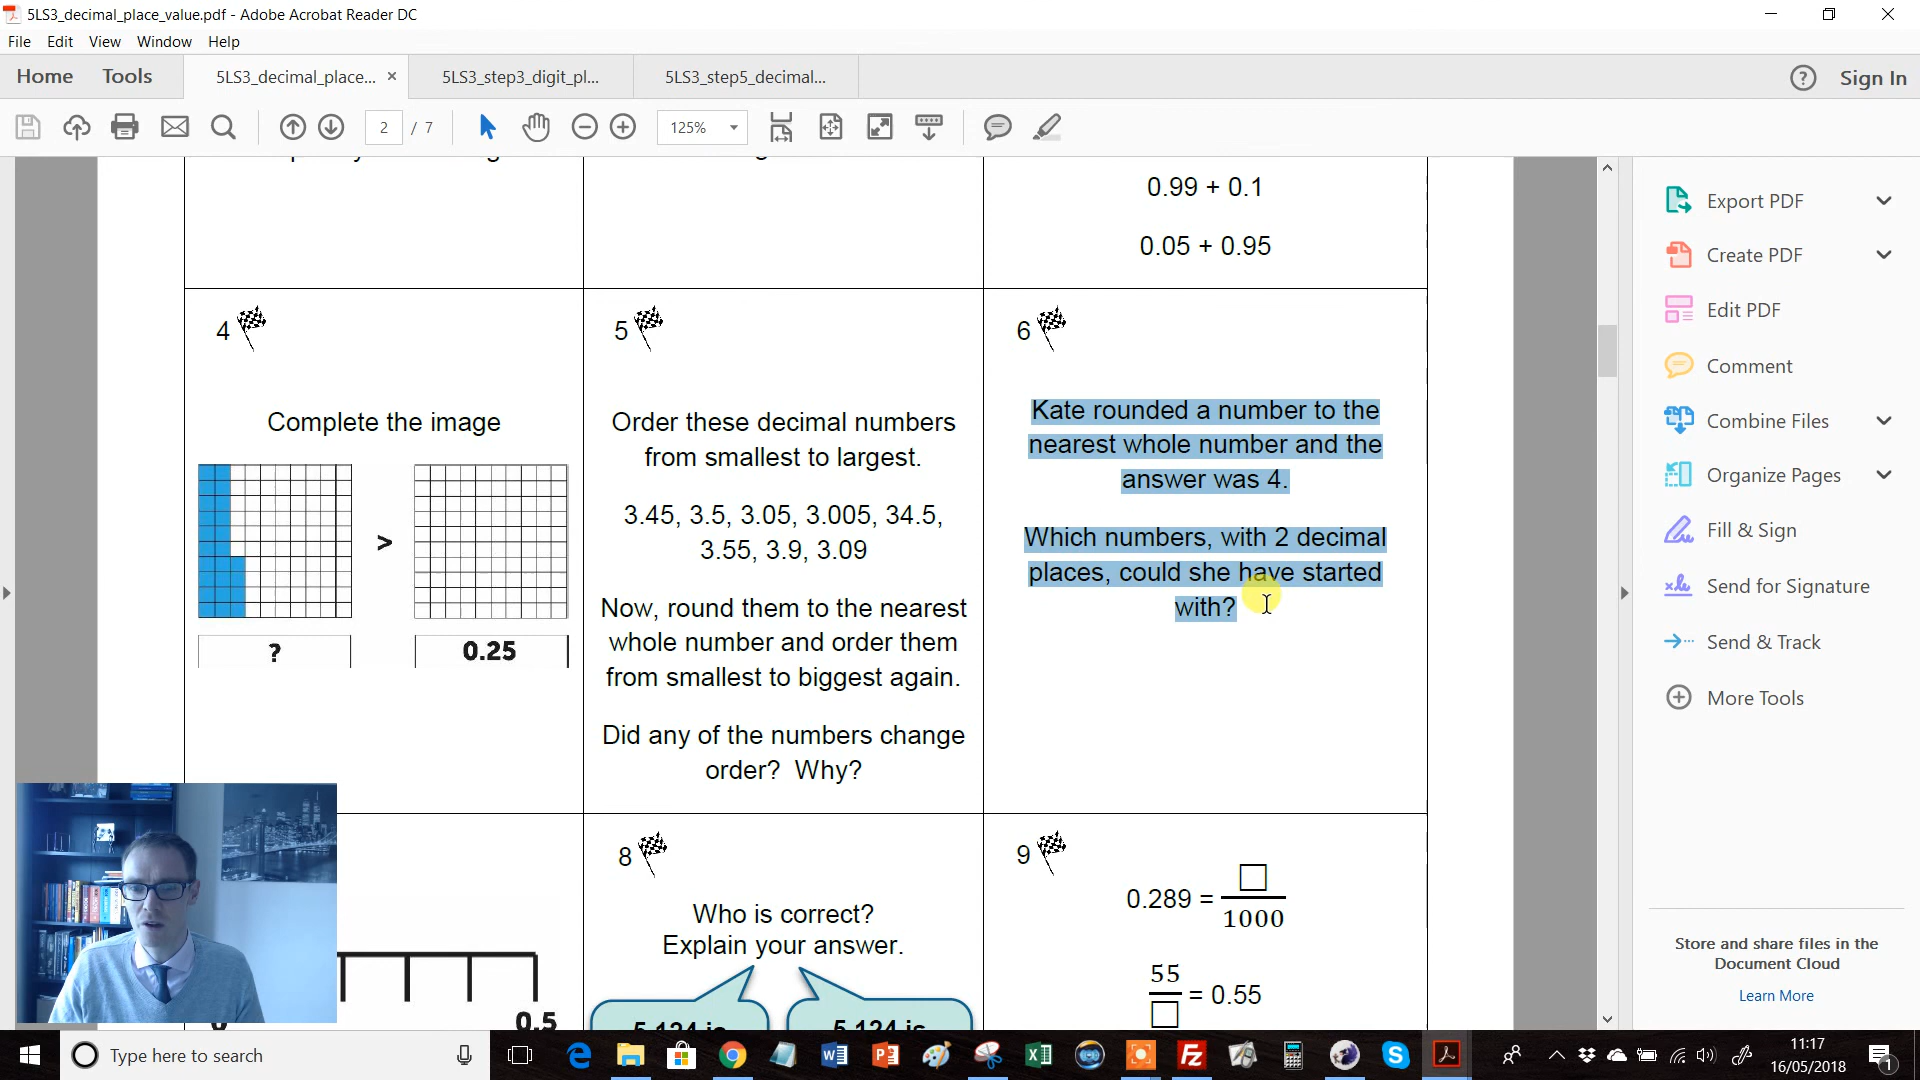 5LS3_decimal_place_value.pdf - Adobe Acrobat Reader DC
File Edit View Window Help
Home Tools 5LS3_decimal_place... × 5LS3_step3_digit_pl... 5LS3_step5_decimal... Sign In
2 / 7 125%
0.99 + 0.1
0.05 + 0.95
4
Complete the image
>
? 0.25
5
Order these decimal numbers
from smallest to largest.
3.45, 3.5, 3.05, 3.005, 34.5,
3.55, 3.9, 3.09
Now, round them to the nearest
whole number and order them
from smallest to biggest again.
Did any of the numbers change
order? Why?
6
Kate rounded a number to the
nearest whole number and the
answer was 4.
Which numbers, with 2 decimal
places, could she have started
with?
0.5
8
Who is correct?
Explain your answer.
5.124 is
5.124 is
9
0.289 = □/1000
55/□ = 0.55
Export PDF
Create PDF
Edit PDF
Comment
Combine Files
Organize Pages
Fill & Sign
Send for Signature
Send & Track
More Tools
Store and share files in the
Document Cloud
Learn More
Type here to search
11:17
16/05/2018
1